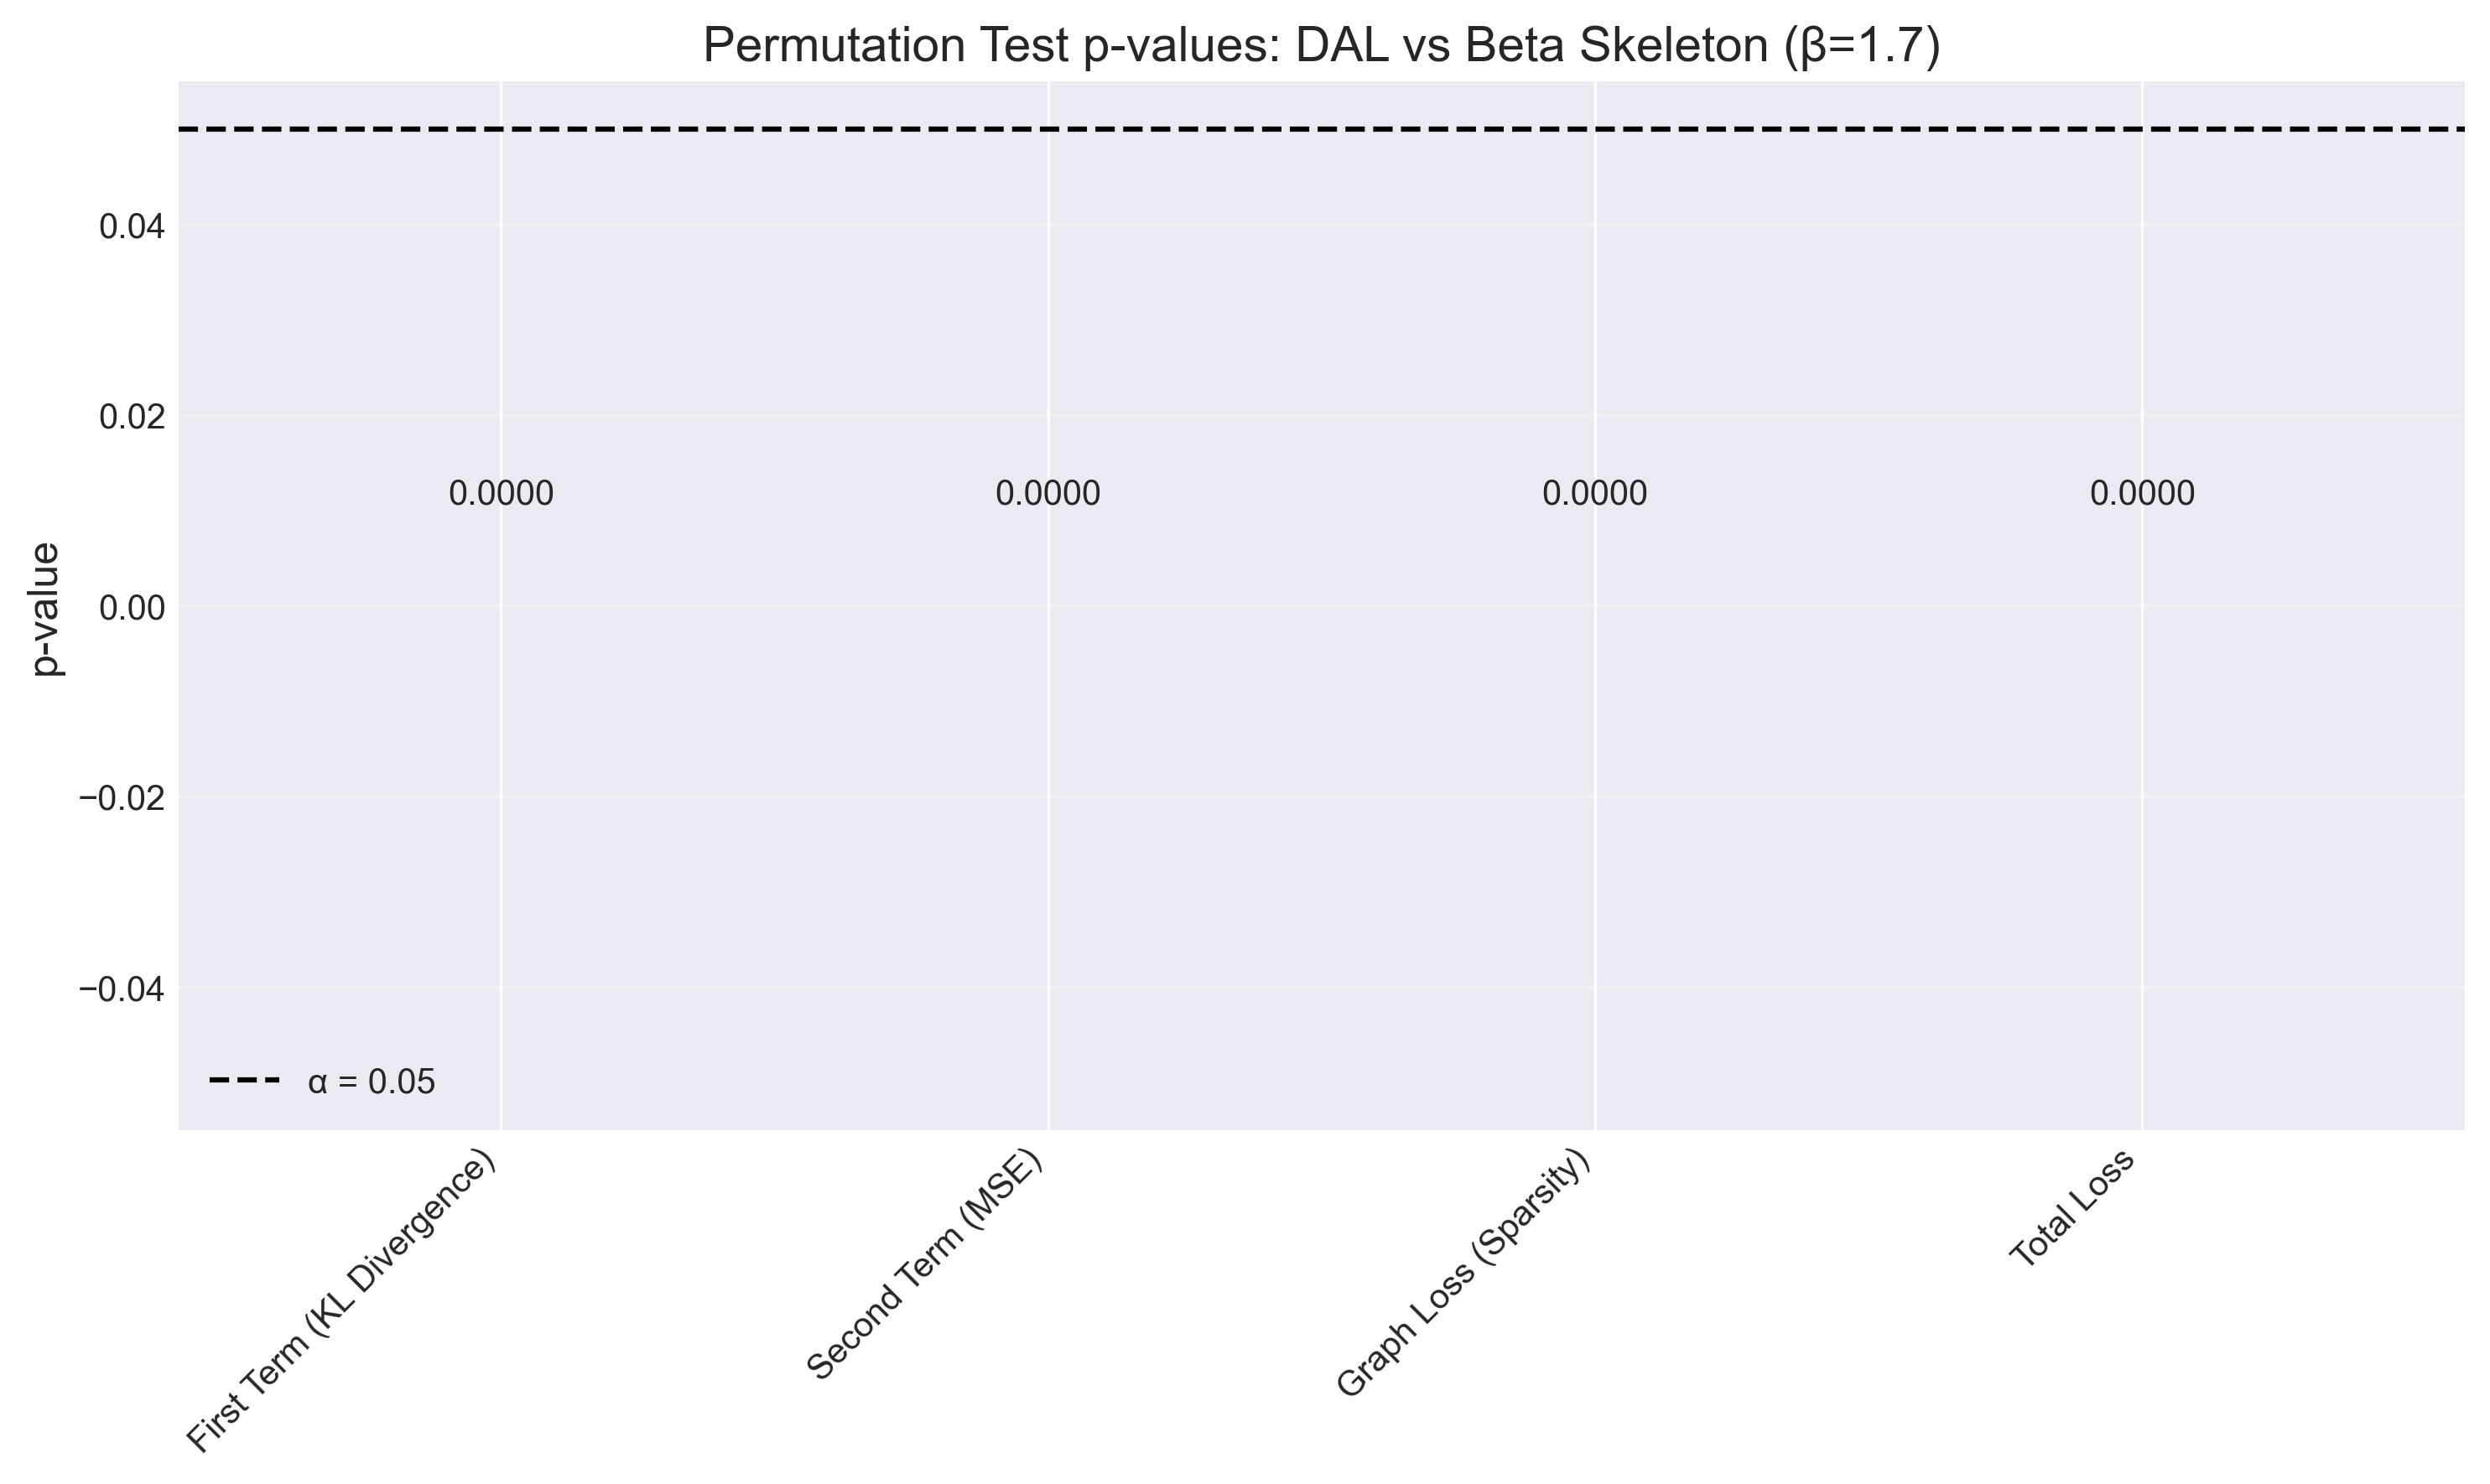 Permutation Test p-values: DAL vs Beta Skeleton (β=1.7)
p-value
0.04
0.02
0.00
−0.02
−0.04
0.0000
0.0000
0.0000
0.0000
α = 0.05
First Term (KL Divergence)
Second Term (MSE)
Graph Loss (Sparsity)
Total Loss